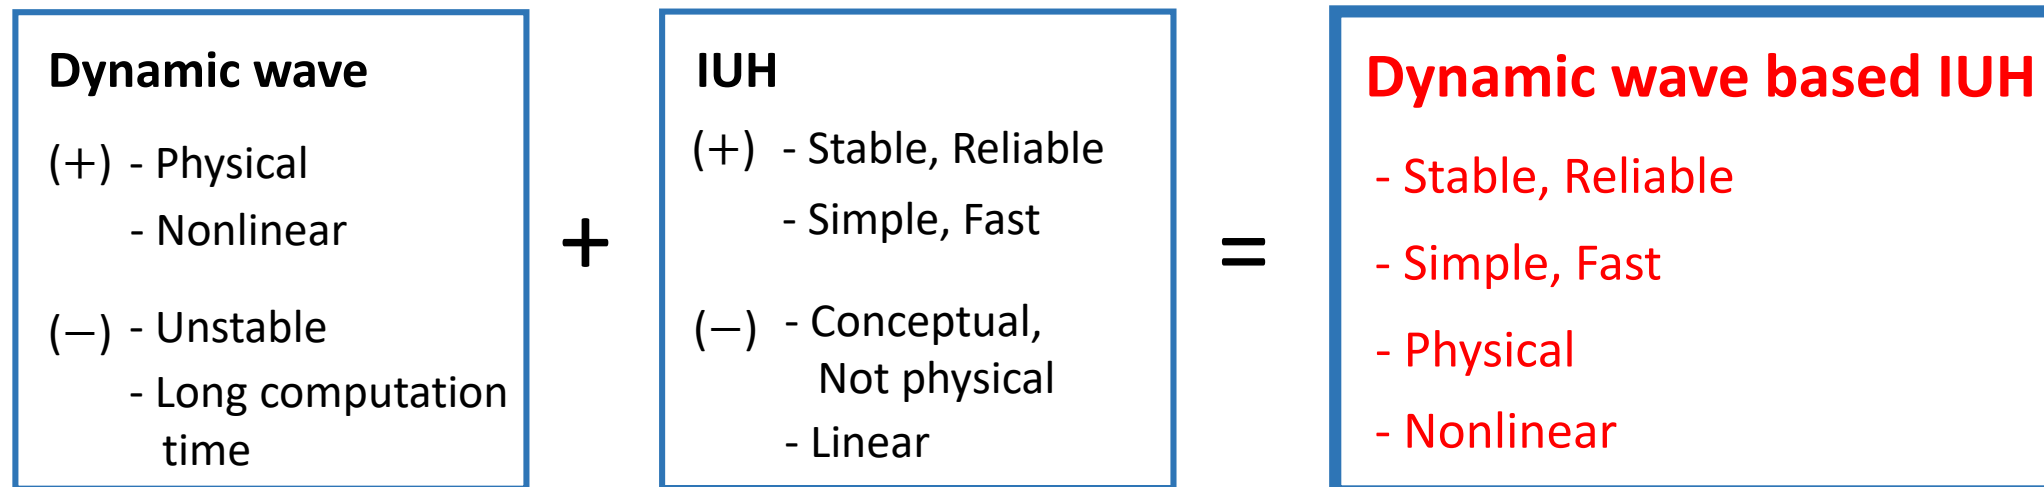 Dynamic wave
(+) - Physical
- Nonlinear
(−) - Unstable
- Long computation
time
+
IUH
(+) - Stable, Reliable
- Simple, Fast
(−) - Conceptual,
Not physical
- Linear
=
Dynamic wave based IUH
- Stable, Reliable
- Simple, Fast
- Physical
- Nonlinear